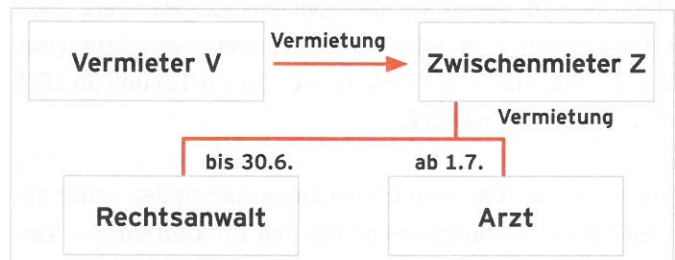 Vermietung
Vermieter V
Zwischenmieter Z
Vermietung
bis 30.6.
ab 1.7.
Rechtsanwalt
Arzt